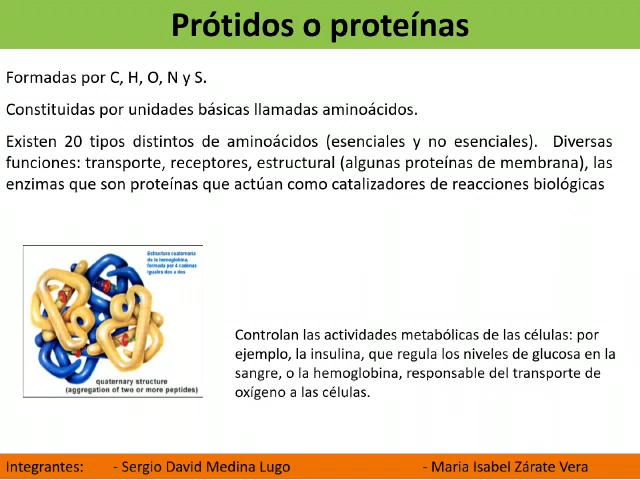 Prótidos o proteínas
Formadas por C, H, O, N y S.
Constituidas por unidades básicas llamadas aminoácidos.
Existen 20 tipos distintos de aminoácidos (esenciales y no esenciales). Diversas
funciones: transporte, receptores, estructural (algunas proteínas de membrana), las
enzimas que son proteínas que actúan como catalizadores de reacciones biológicas
Estructura cuaternaria
de la hemoglobina,
formada por 4 cadenas
iguales dos a dos
quaternary structure
(aggregation of two or more peptides)
Controlan las actividades metabólicas de las células: por
ejemplo, la insulina, que regula los niveles de glucosa en la
sangre, o la hemoglobina, responsable del transporte de
oxígeno a las células.
Integrantes: - Sergio David Medina Lugo - Maria Isabel Zárate Vera